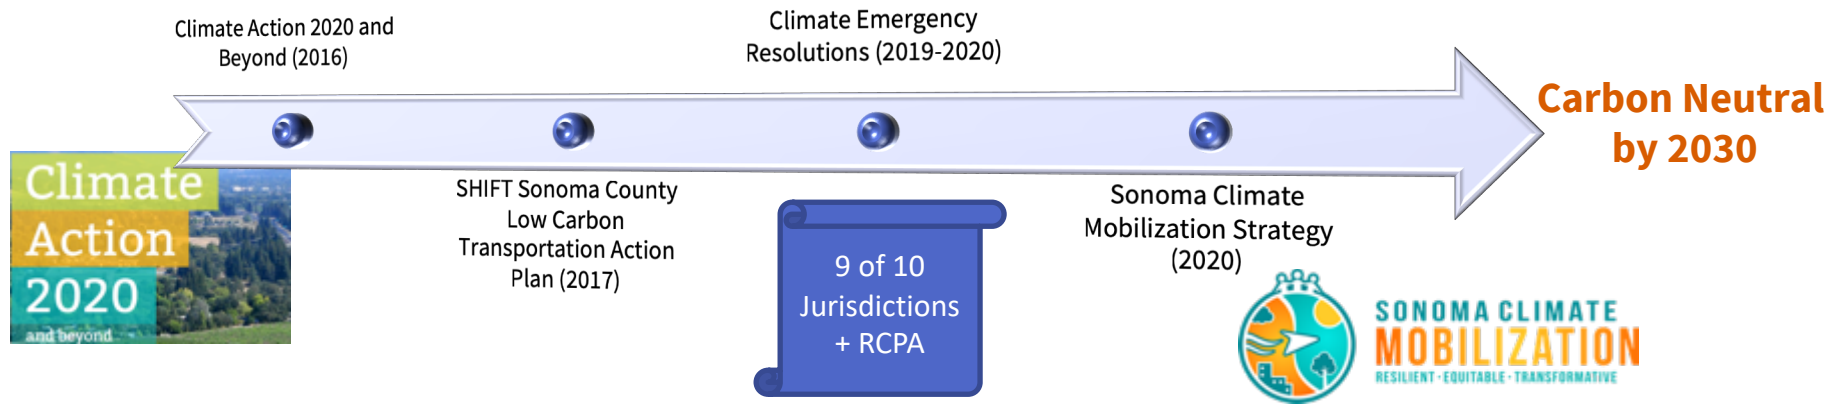 Climate Action 2020 and
Beyond (2016)
Climate Emergency
Resolutions (2019-2020)
Carbon Neutral
by 2030
Climate
Action
2020
and beyond
SHIFT Sonoma County
Low Carbon
Transportation Action
Plan (2017)
9 of 10
Jurisdictions
+ RCPA
Sonoma Climate
Mobilization Strategy
(2020)
SONOMA CLIMATE
MOBILIZATION
RESILIENT · EQUITABLE · TRANSFORMATIVE